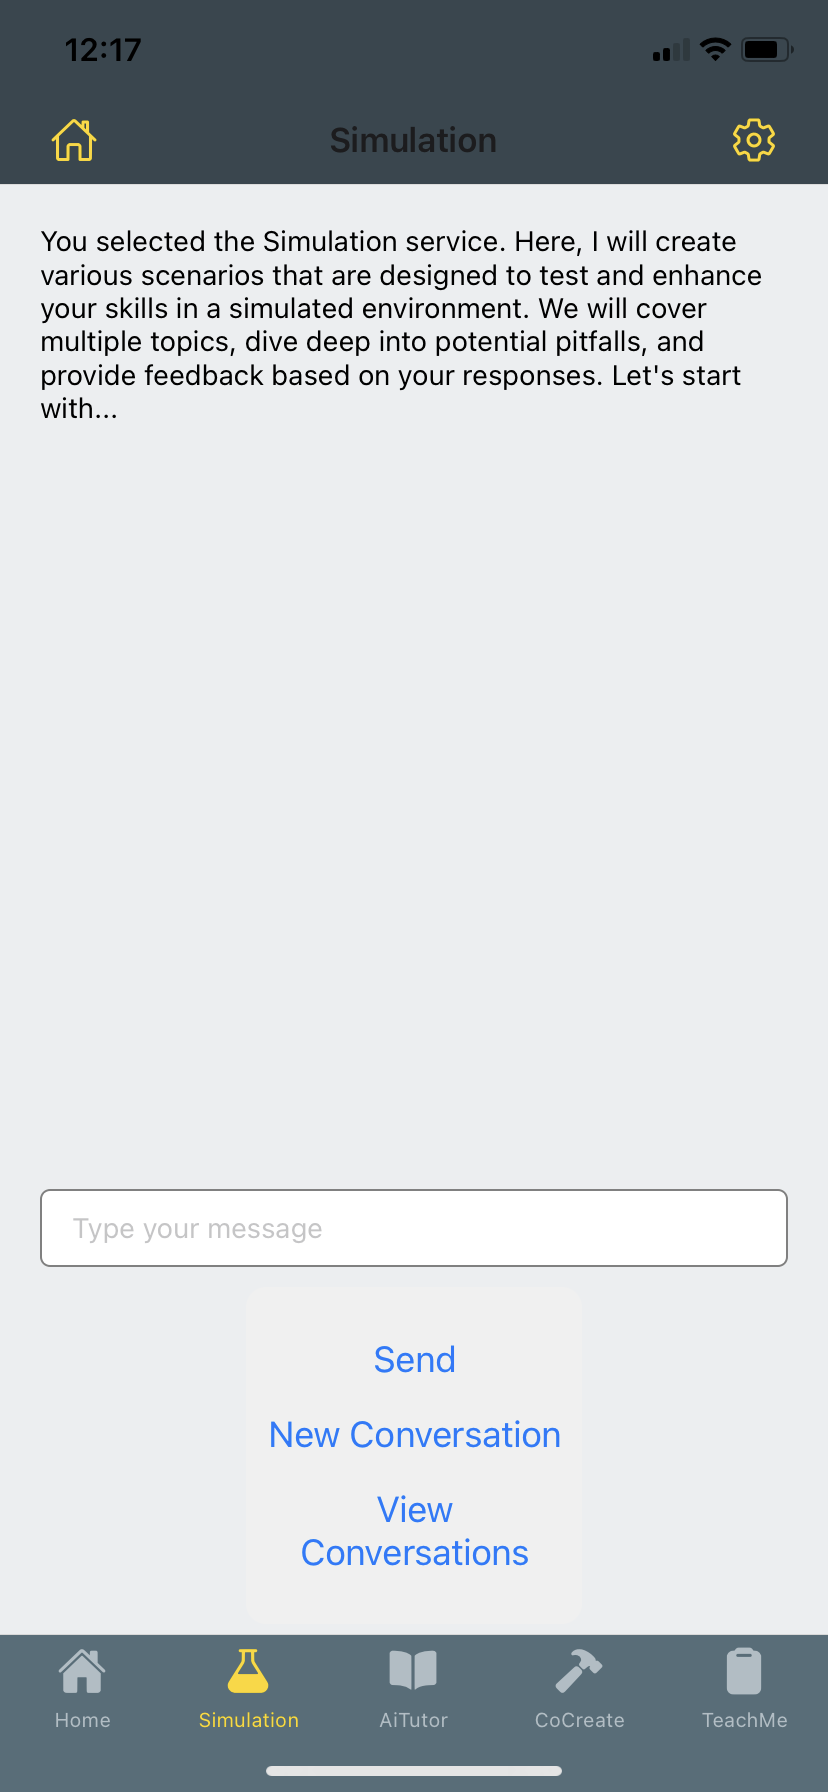 12:17
Simulation
You selected the Simulation service. Here, I will create
various scenarios that are designed to test and enhance
your skills in a simulated environment. We will cover
multiple topics, dive deep into potential pitfalls, and
provide feedback based on your responses. Let's start
with...
Type your message
Send
New Conversation
View
Conversations
Home
Simulation
AiTutor
CoCreate
TeachMe